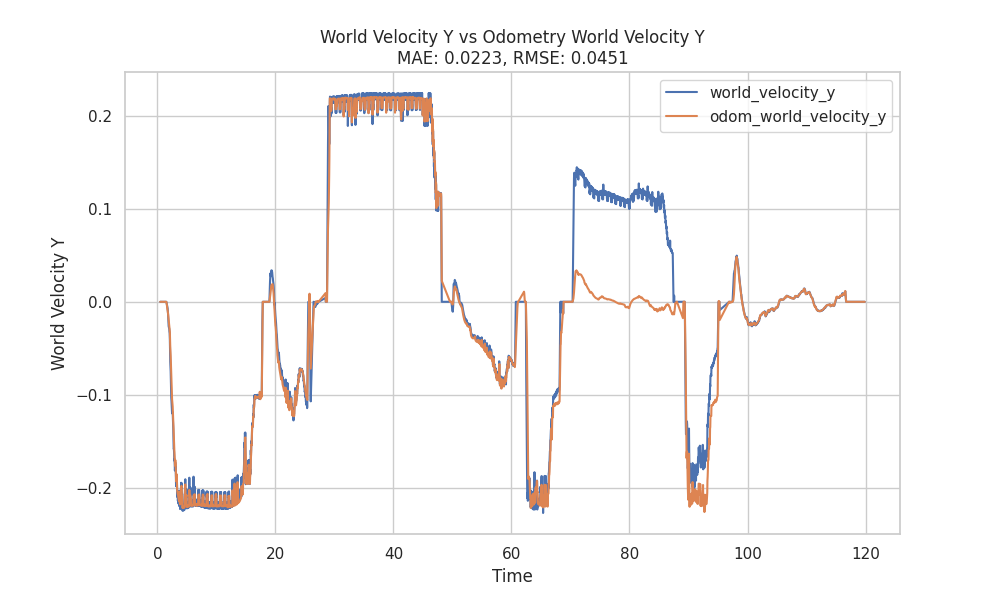 World Velocity Y vs Odometry World Velocity Y
MAE: 0.0223, RMSE: 0.0451
world_velocity_y
odom_world_velocity_y
World Velocity Y
0.2
0.1
0.0
−0.1
−0.2
0 20 40 60 80 100 120
Time